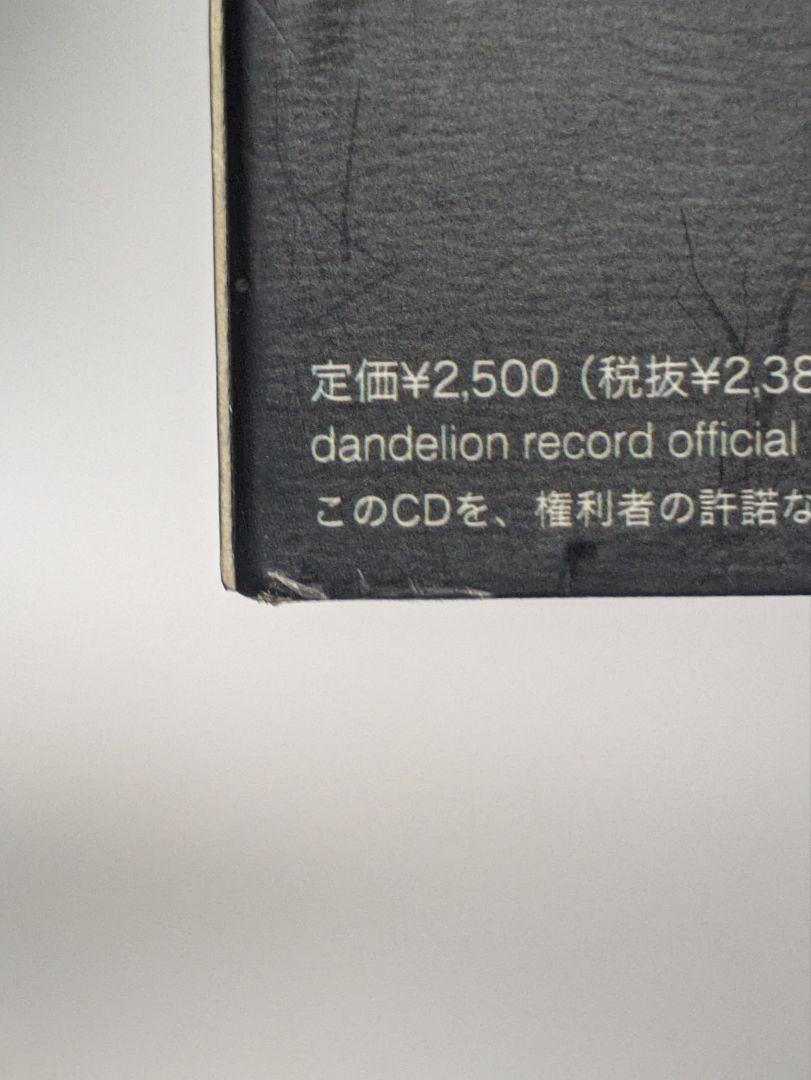 定価¥2,500（税抜¥2,38
dandelion record official
このCDを、権利者の許諾な